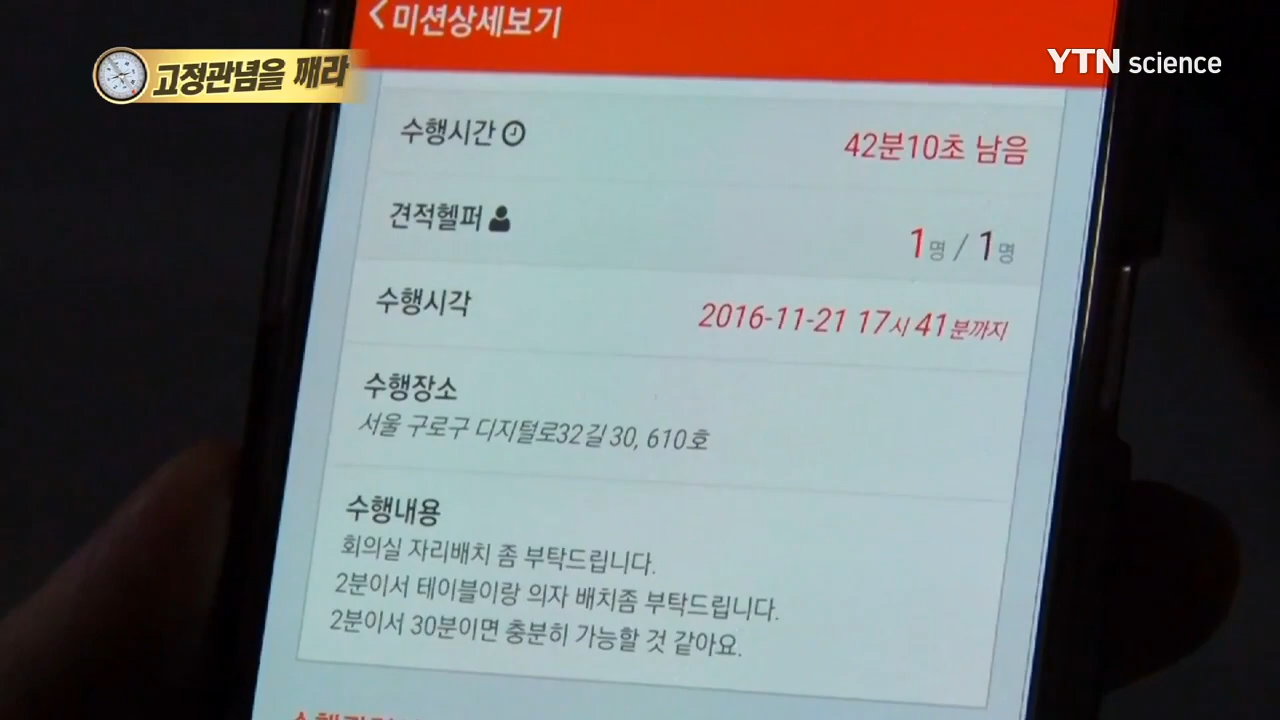 미션상세보기
고정관념을 깨라
YTN science
수행시간
42분10초 남음
견적헬퍼
1명 / 1명
수행시각
2016-11-21 17시 41분까지
수행장소
서울 구로구 디지털로32길 30, 610호
수행내용
회의실 자리배치 좀 부탁드립니다.
2분이서 테이블이랑 의자 배치좀 부탁드립니다.
2분이서 30분이면 충분히 가능할 것 같아요.